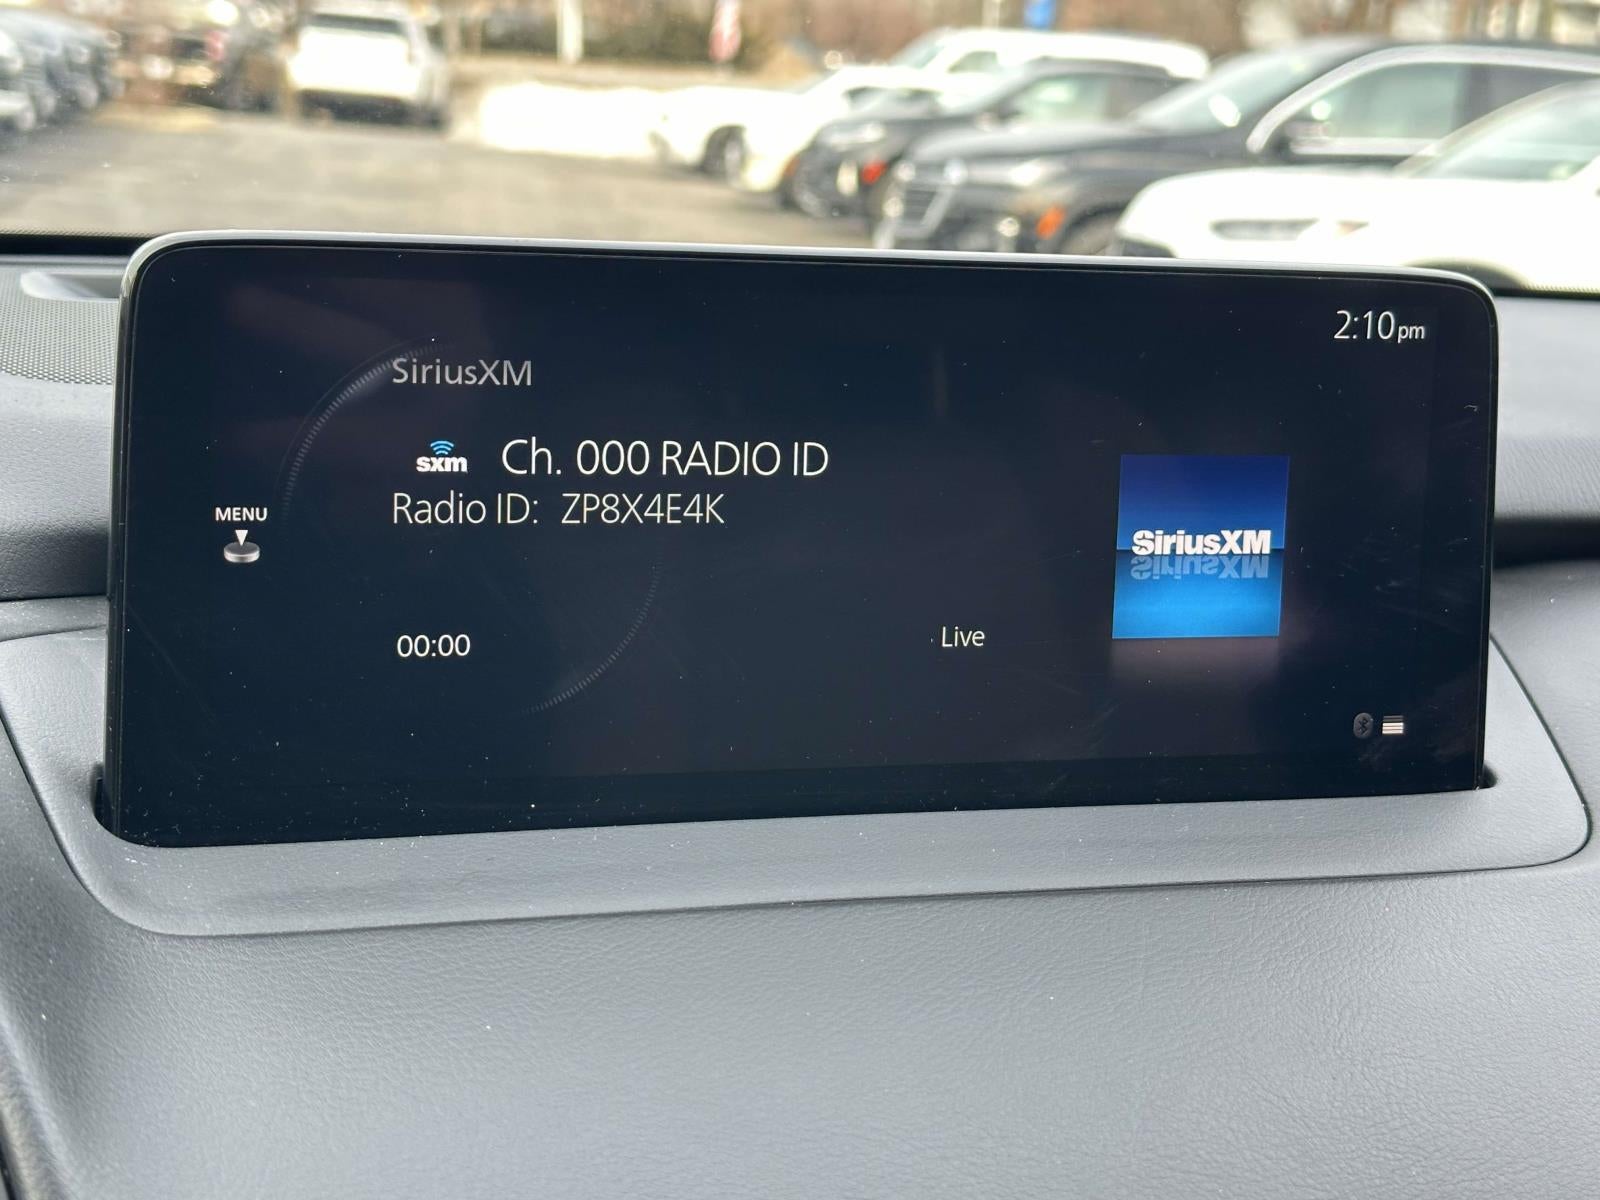 2:10pm
SiriusXM
sxm Ch. 000 RADIO ID
Radio ID: ZP8X4E4K
MENU
SiriusXM
00:00
Live